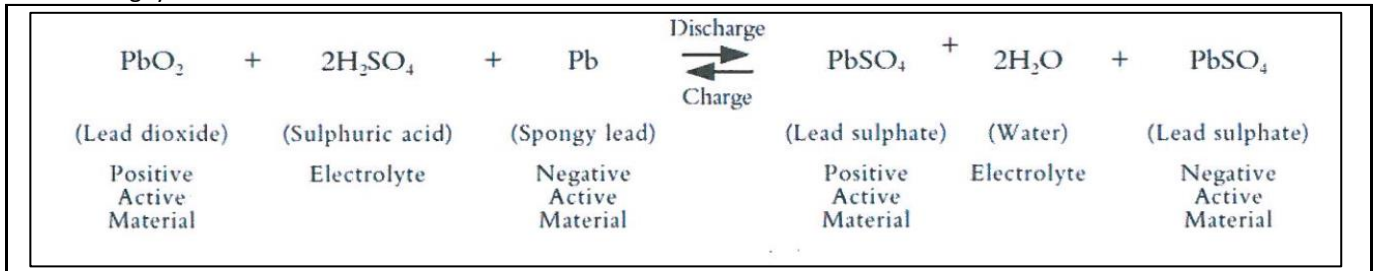 Discharge
PbO₂ + 2H₂SO₄ + Pb PbSO₄ + 2H₂O + PbSO₄
Charge
(Lead dioxide) (Sulphuric acid) (Spongy lead) (Lead sulphate) (Water) (Lead sulphate)
Positive Electrolyte Negative Positive Electrolyte Negative
Active Active Active Active
Material Material Material Material